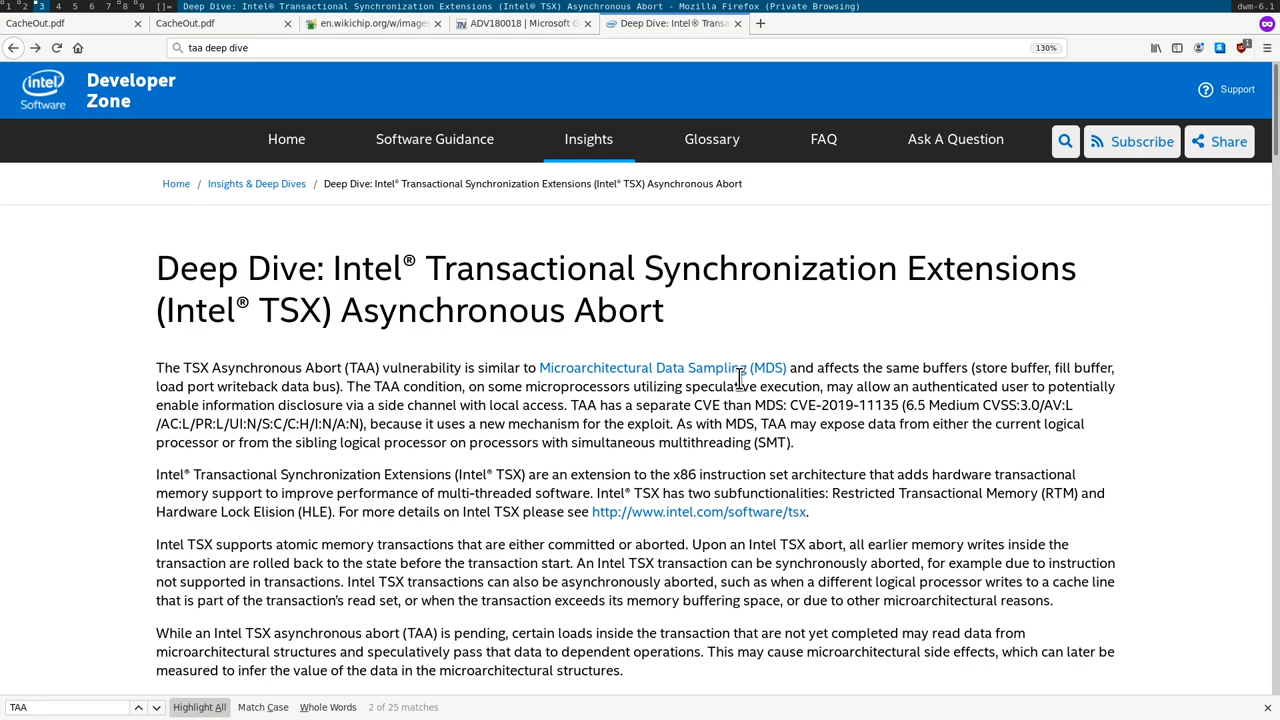 1 2 3 4 5 6 7 8 9 []= Deep Dive: Intel® Transactional Synchronization Extensions (Intel® TSX) Asynchronous Abort - Mozilla Firefox (Private Browsing) dwm-6.1
CacheOut.pdf CacheOut.pdf en.wikichip.org/w/image ADV180018 | Microsoft G Deep Dive: Intel® Transa
taa deep dive 130%
intel Software
Developer Zone
Support
Home Software Guidance Insights Glossary FAQ Ask A Question Subscribe Share
Home / Insights & Deep Dives / Deep Dive: Intel® Transactional Synchronization Extensions (Intel® TSX) Asynchronous Abort
Deep Dive: Intel® Transactional Synchronization Extensions
(Intel® TSX) Asynchronous Abort
The TSX Asynchronous Abort (TAA) vulnerability is similar to Microarchitectural Data Sampling (MDS) and affects the same buffers (store buffer, fill buffer,
load port writeback data bus). The TAA condition, on some microprocessors utilizing speculative execution, may allow an authenticated user to potentially
enable information disclosure via a side channel with local access. TAA has a separate CVE than MDS: CVE-2019-11135 (6.5 Medium CVSS:3.0/AV:L
/AC:L/PR:L/UI:N/S:C/C:H/I:N/A:N), because it uses a new mechanism for the exploit. As with MDS, TAA may expose data from either the current logical
processor or from the sibling logical processor on processors with simultaneous multithreading (SMT).
Intel® Transactional Synchronization Extensions (Intel® TSX) are an extension to the x86 instruction set architecture that adds hardware transactional
memory support to improve performance of multi-threaded software. Intel® TSX has two subfunctionalities: Restricted Transactional Memory (RTM) and
Hardware Lock Elision (HLE). For more details on Intel TSX please see http://www.intel.com/software/tsx.
Intel TSX supports atomic memory transactions that are either committed or aborted. Upon an Intel TSX abort, all earlier memory writes inside the
transaction are rolled back to the state before the transaction start. An Intel TSX transaction can be synchronously aborted, for example due to instruction
not supported in transactions. Intel TSX transactions can also be asynchronously aborted, such as when a different logical processor writes to a cache line
that is part of the transaction's read set, or when the transaction exceeds its memory buffering space, or due to other microarchitectural reasons.
While an Intel TSX asynchronous abort (TAA) is pending, certain loads inside the transaction that are not yet completed may read data from
microarchitectural structures and speculatively pass that data to dependent operations. This may cause microarchitectural side effects, which can later be
measured to infer the value of the data in the microarchitectural structures.
TAA Highlight All Match Case Whole Words 2 of 25 matches